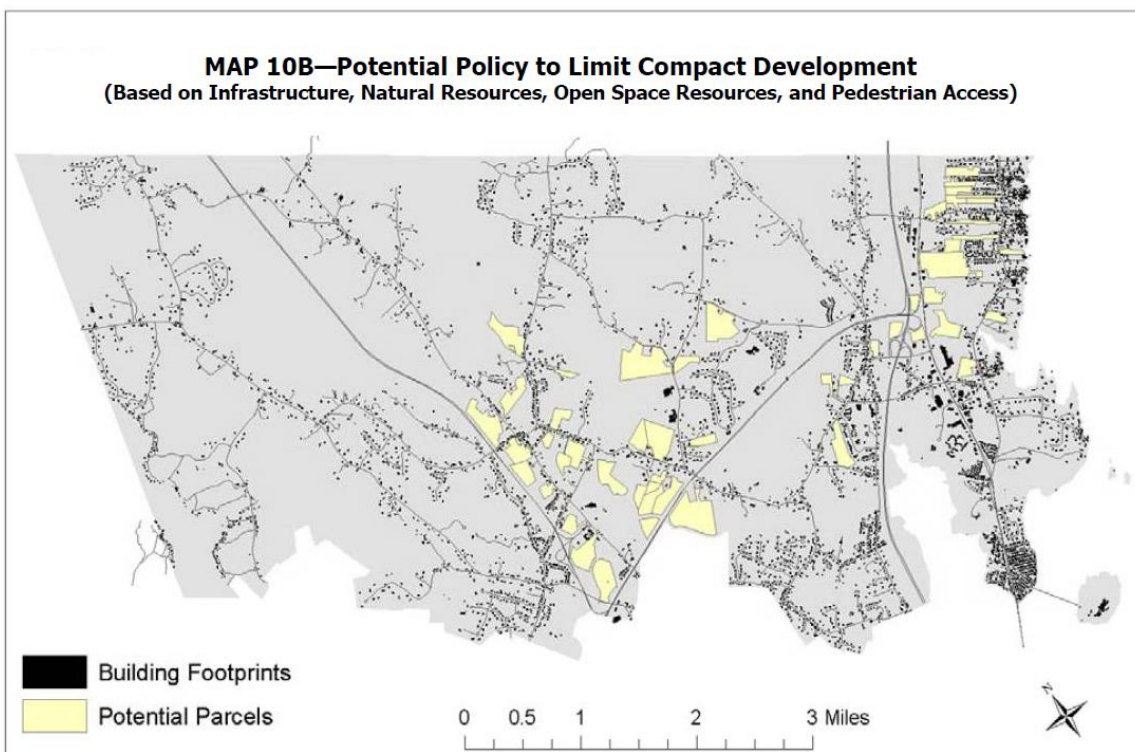 MAP 10B—Potential Policy to Limit Compact Development
(Based on Infrastructure, Natural Resources, Open Space Resources, and Pedestrian Access)
Building Footprints
Potential Parcels
0 0.5 1 2 3 Miles
N